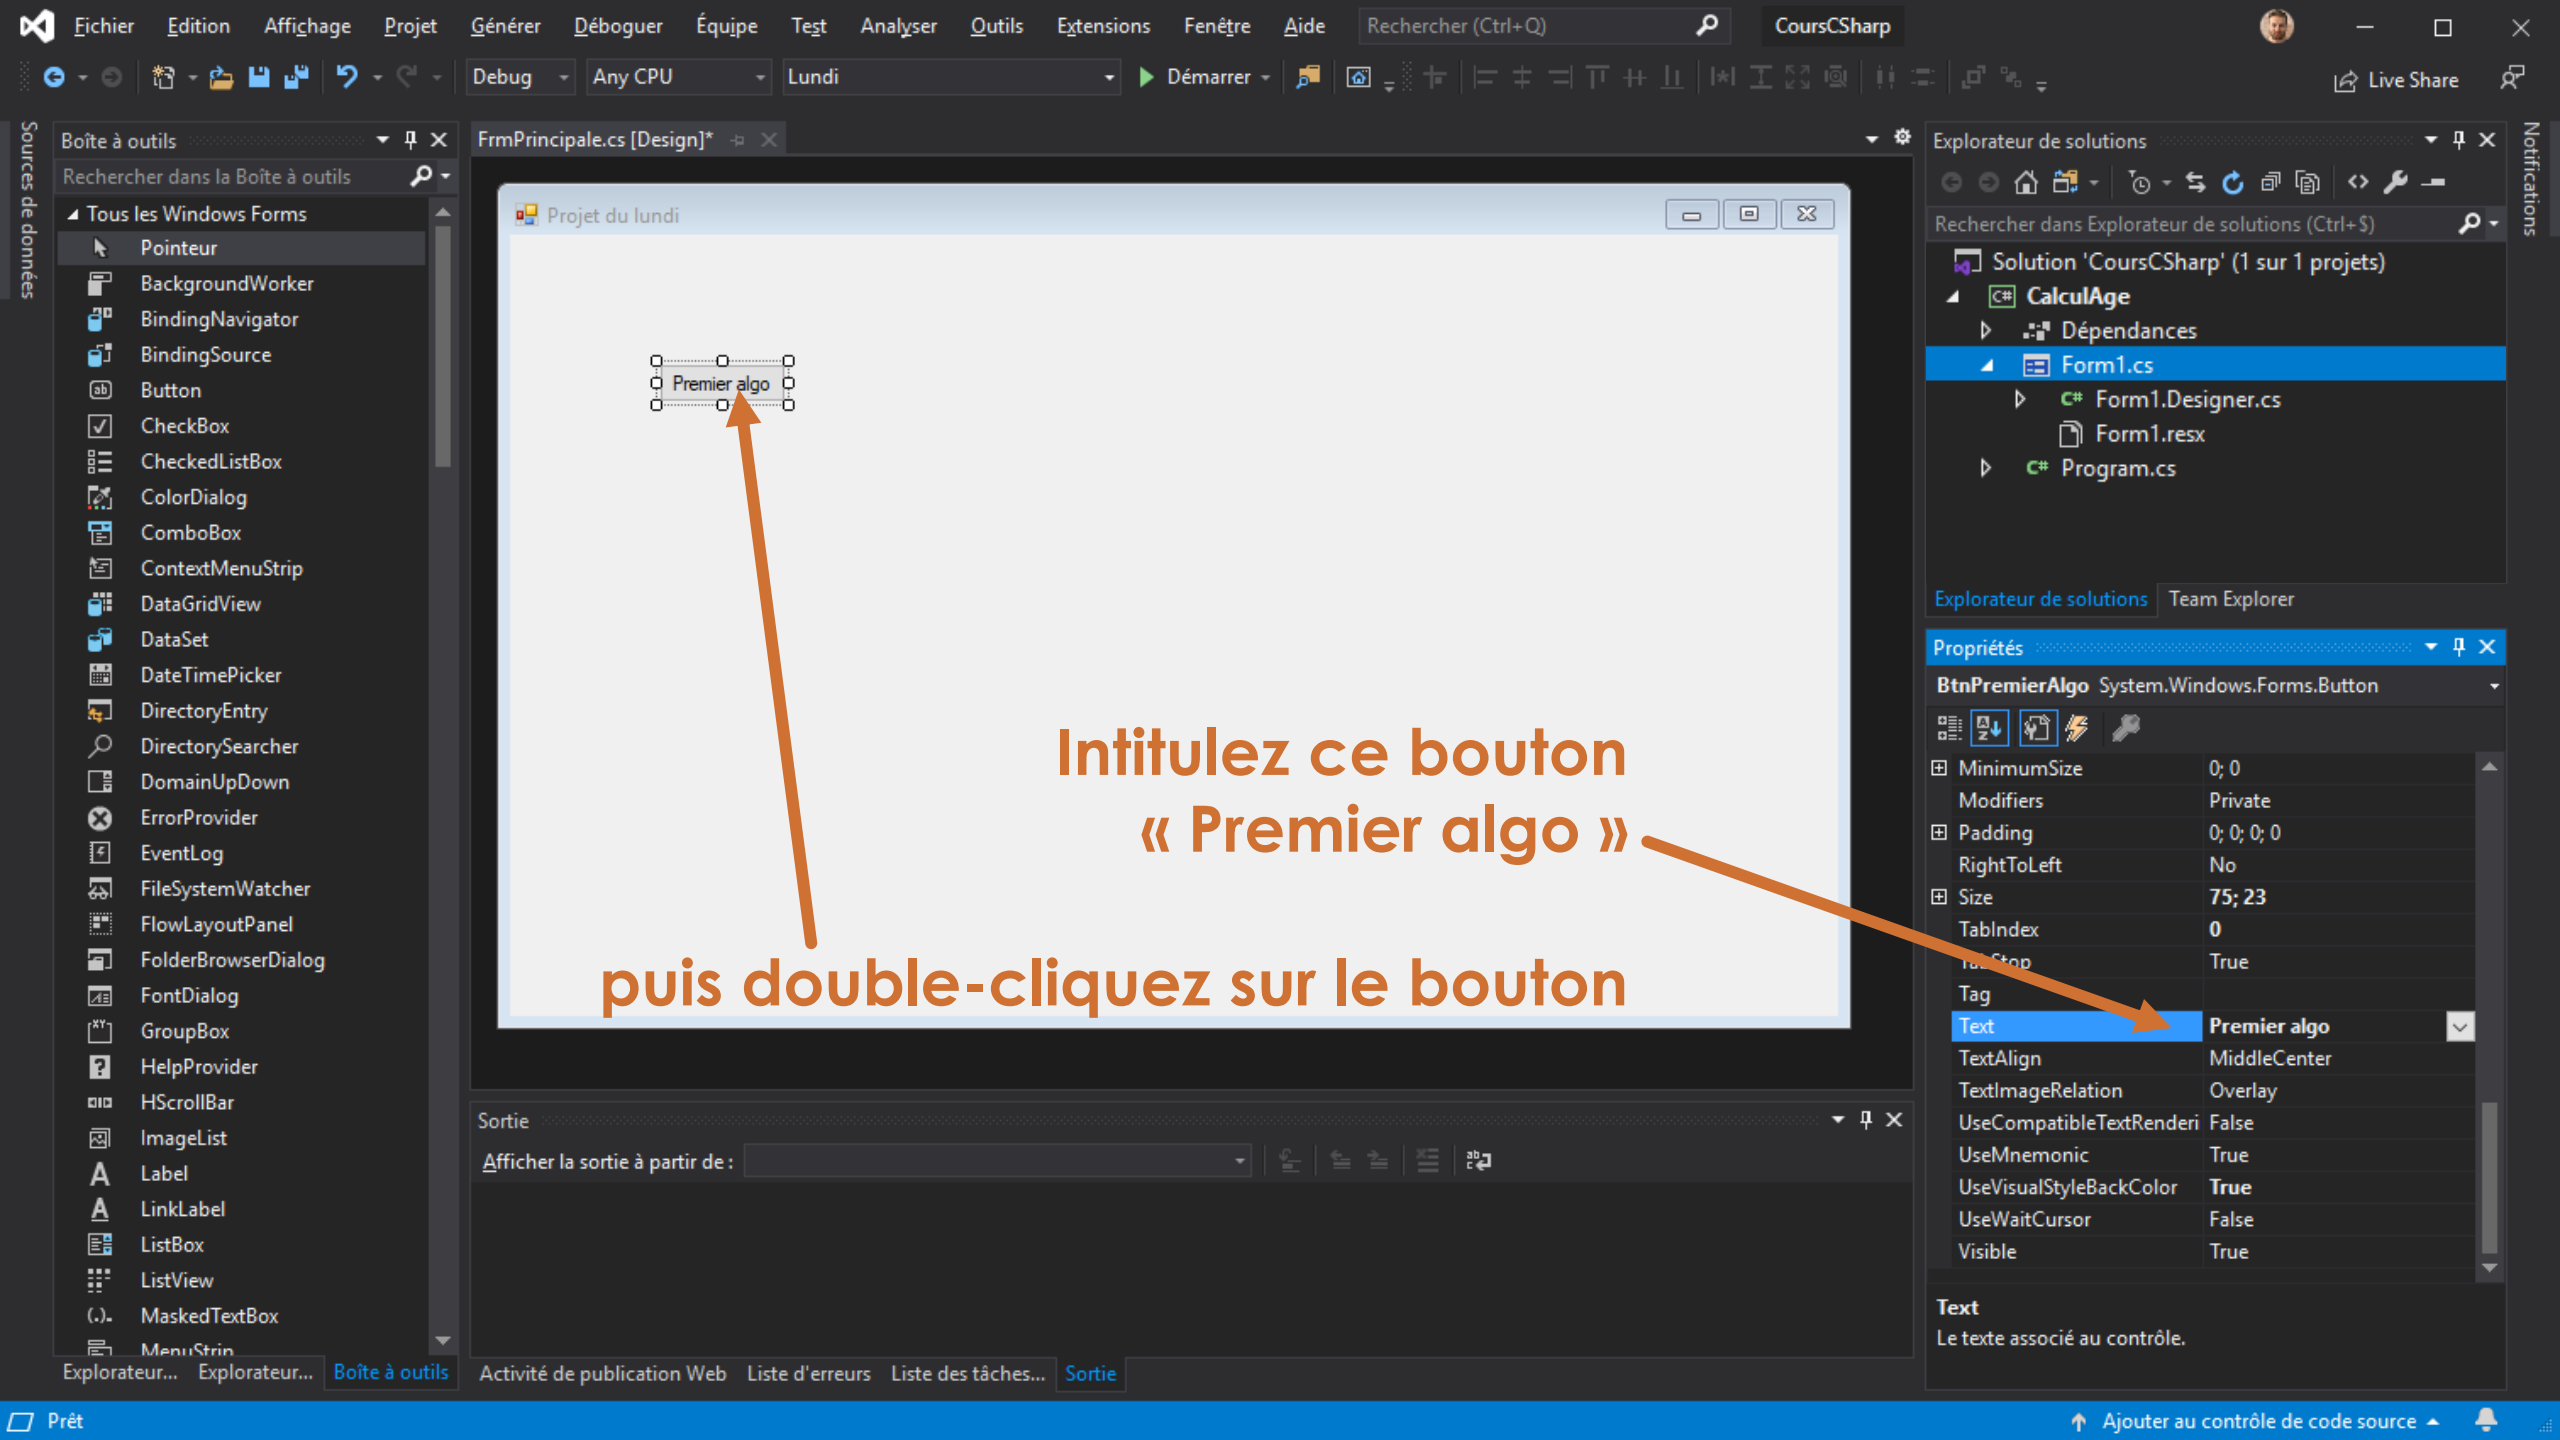 Fichier Edition Affichage Projet Générer Déboguer Équipe Test Analyser Outils Extensions Fenêtre Aide Rechercher (Ctrl+Q) CoursCSharp
Debug Any CPU Lundi Démarrer Live Share
Sources de données
Boîte à outils
Rechercher dans la Boîte à outils
Tous les Windows Forms
Pointeur
BackgroundWorker
BindingNavigator
BindingSource
Button
CheckBox
CheckedListBox
ColorDialog
ComboBox
ContextMenuStrip
DataGridView
DataSet
DateTimePicker
DirectoryEntry
DirectorySearcher
DomainUpDown
ErrorProvider
EventLog
FileSystemWatcher
FlowLayoutPanel
FolderBrowserDialog
FontDialog
GroupBox
HelpProvider
HScrollBar
ImageList
Label
LinkLabel
ListBox
ListView
MaskedTextBox
MenuStrip
Explorateur... Explorateur... Boîte à outils
FrmPrincipale.cs [Design]*
Projet du lundi
Premier algo
Intitulez ce bouton
« Premier algo »
puis double-cliquez sur le bouton
Sortie
Afficher la sortie à partir de :
Activité de publication Web Liste d'erreurs Liste des tâches... Sortie
Explorateur de solutions
Rechercher dans Explorateur de solutions (Ctrl+$)
Solution 'CoursCSharp' (1 sur 1 projets)
C# CalculAge
Dépendances
Form1.cs
C# Form1.Designer.cs
Form1.resx
C# Program.cs
Explorateur de solutions Team Explorer
Notifications
Propriétés
BtnPremierAlgo System.Windows.Forms.Button
MinimumSize 0; 0
Modifiers Private
Padding 0; 0; 0; 0
RightToLeft No
Size 75; 23
TabIndex 0
TabStop True
Tag
Text Premier algo
TextAlign MiddleCenter
TextImageRelation Overlay
UseCompatibleTextRenderi False
UseMnemonic True
UseVisualStyleBackColor True
UseWaitCursor False
Visible True
Text
Le texte associé au contrôle.
Prêt
Ajouter au contrôle de code source